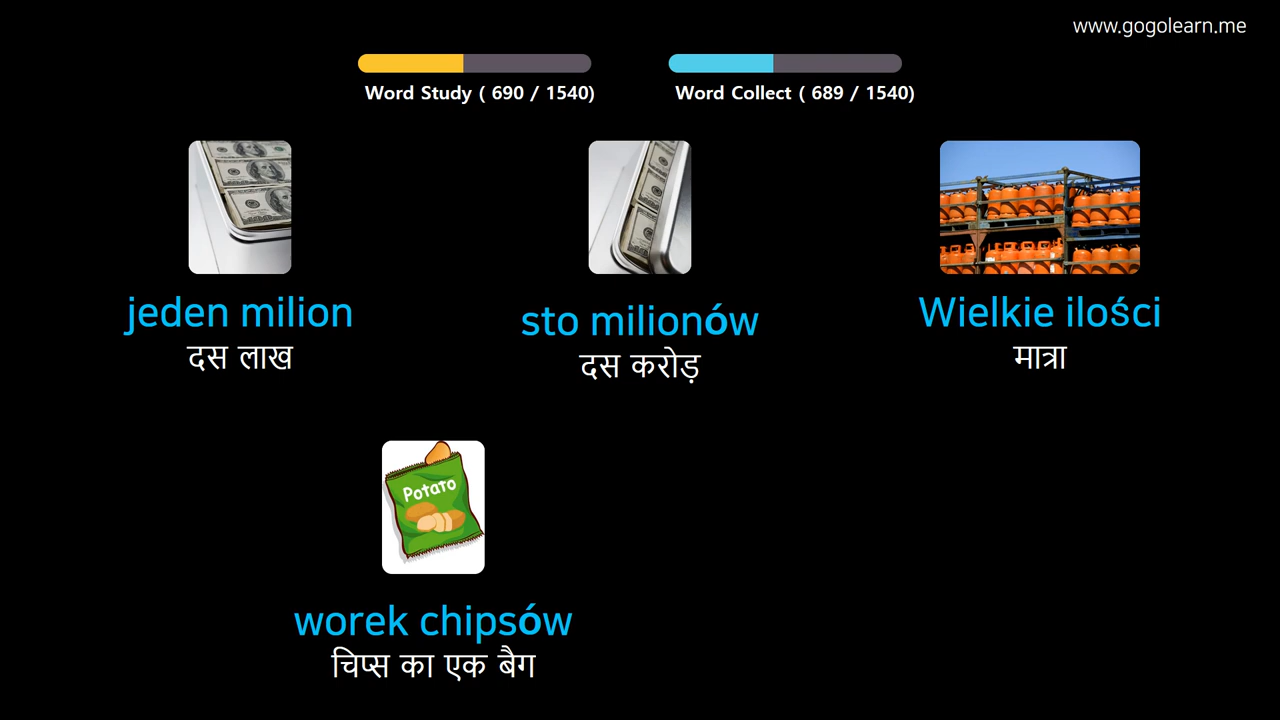 www.gogolearn.me
Word Study ( 690 / 1540)
Word Collect ( 689 / 1540)
jeden milion
दस लाख
sto milionów
दस करोड़
Wielkie ilości
मात्रा
Potato
worek chipsów
चिप्स का एक बैग